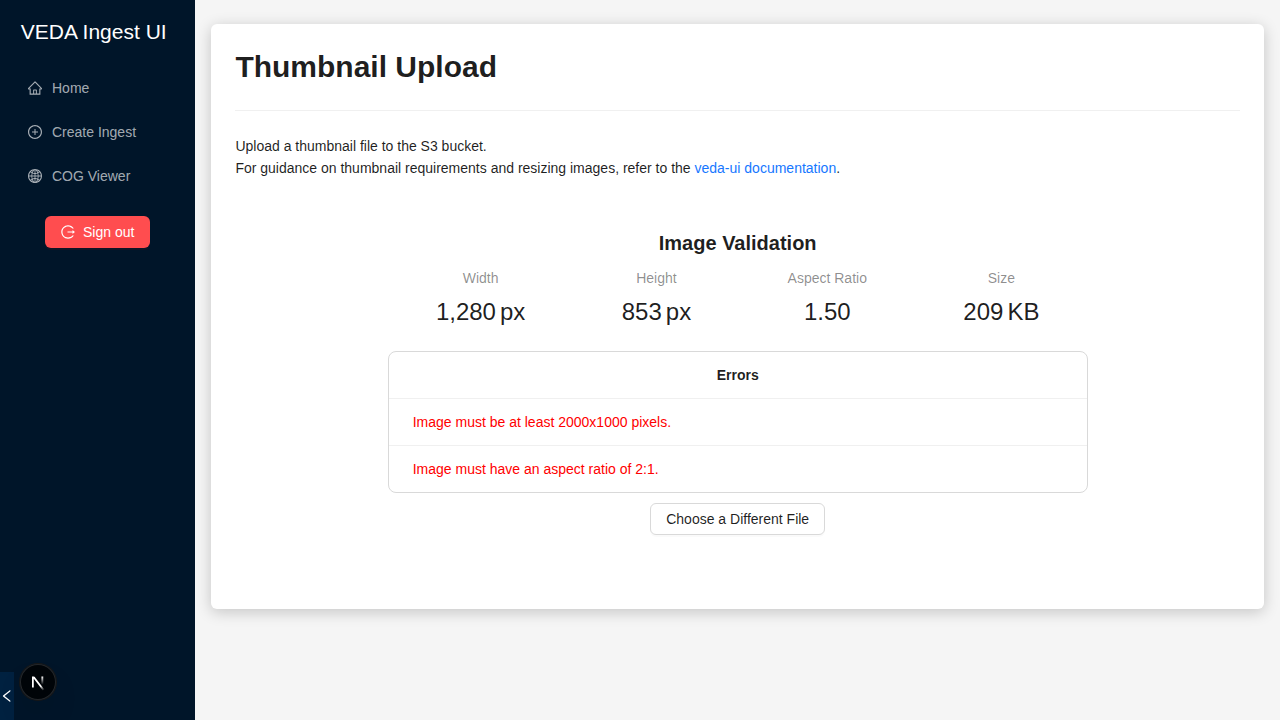 VEDA Ingest UI
Home
Create Ingest
COG Viewer
Sign out
Thumbnail Upload
Upload a thumbnail file to the S3 bucket.
For guidance on thumbnail requirements and resizing images, refer to the veda-ui documentation.
Image Validation
Width Height Aspect Ratio Size
1,280 px 853 px 1.50 209 KB
Errors
Image must be at least 2000x1000 pixels.
Image must have an aspect ratio of 2:1.
Choose a Different File
N